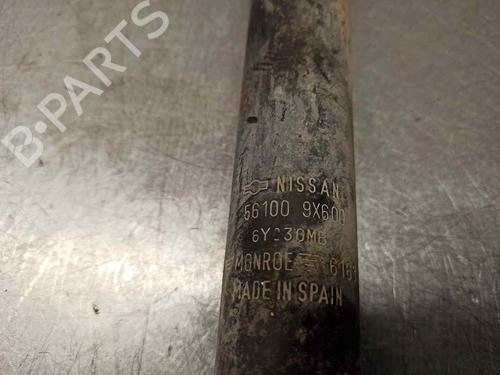 B-PARTS
NISSAN
56100 9X600
MONROE
MADE IN SPAIN